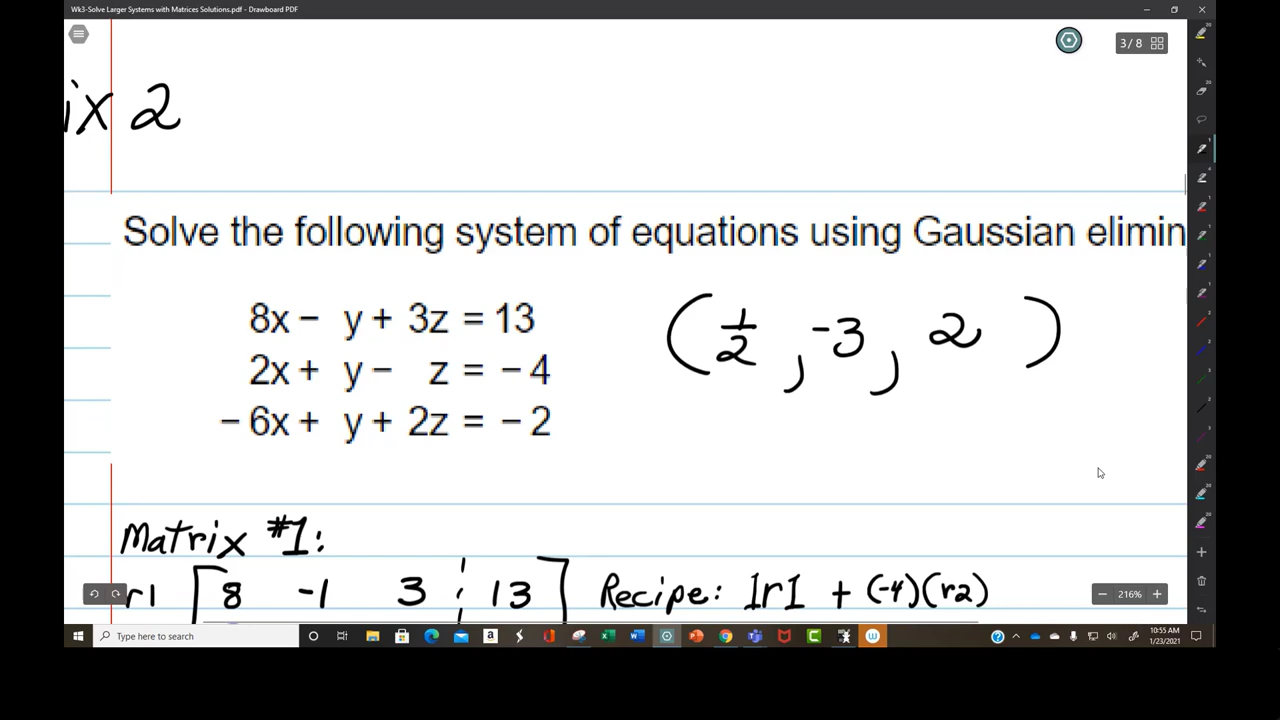 Wk3-Solve Larger Systems with Matrices Solutions.pdf - Drawboard PDF
3/8
ix 2
Solve the following system of equations using Gaussian elimin
8x − y + 3z = 13
2x + y − z = − 4
− 6x + y + 2z = − 2
(1/2, -3, 2)
Matrix #1:
r1 [8 -1 3 ¦ 13] Recipe: 1r1 + (-4)(r2)
216%
Type here to search
10:55 AM
1/23/2021